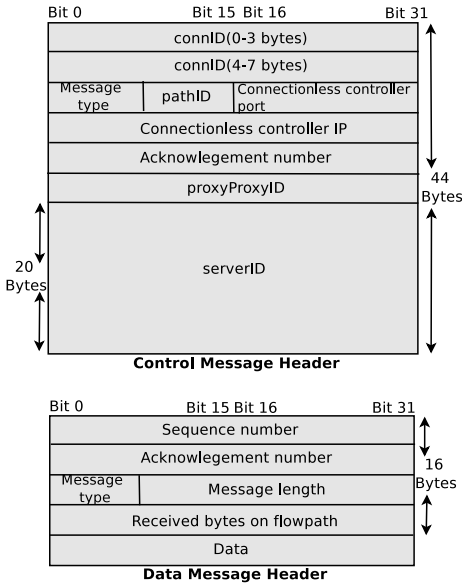 Bit 0 Bit 15 Bit 16 Bit 31
connID(0-3 bytes)
connID(4-7 bytes)
Message type
pathID
Connectionless controller port
Connectionless controller IP
Acknowlegement number
proxyProxyID
44 Bytes
serverID
20 Bytes
Control Message Header
Bit 0 Bit 15 Bit 16 Bit 31
Sequence number
Acknowlegement number
Message type
Message length
16 Bytes
Received bytes on flowpath
Data
Data Message Header